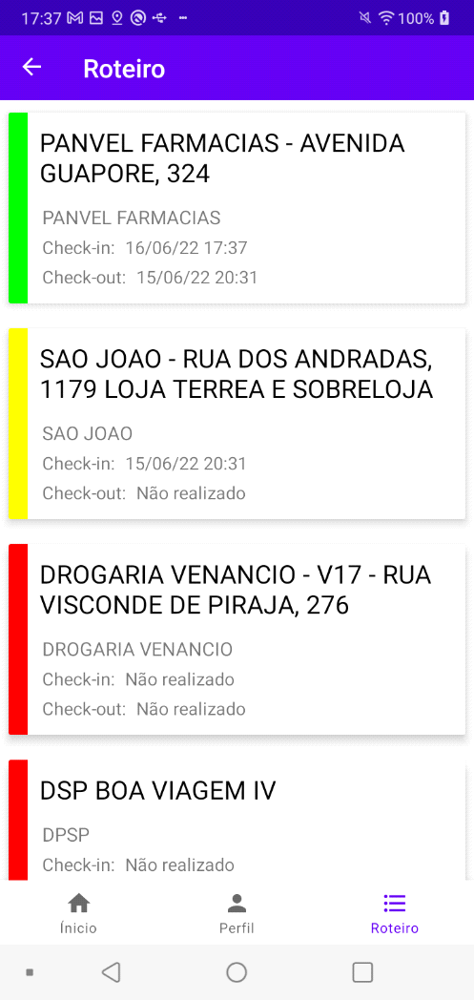 17:37 100%
Roteiro
PANVEL FARMACIAS - AVENIDA
GUAPORE, 324
PANVEL FARMACIAS
Check-in: 16/06/22 17:37
Check-out: 15/06/22 20:31
SAO JOAO - RUA DOS ANDRADAS,
1179 LOJA TERREA E SOBRELOJA
SAO JOAO
Check-in: 15/06/22 20:31
Check-out: Não realizado
DROGARIA VENANCIO - V17 - RUA
VISCONDE DE PIRAJA, 276
DROGARIA VENANCIO
Check-in: Não realizado
Check-out: Não realizado
DSP BOA VIAGEM IV
DPSP
Check-in: Não realizado
Ínicio Perfil Roteiro